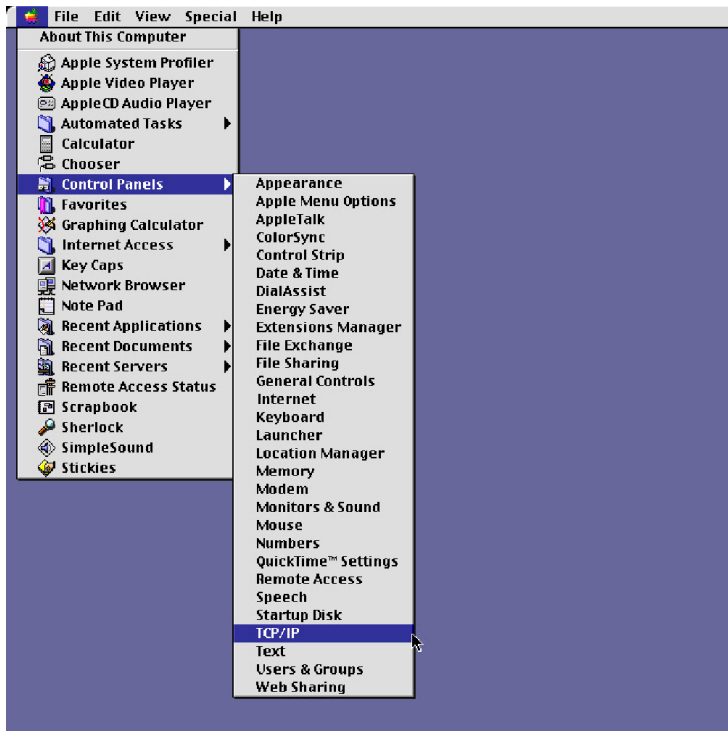 File Edit View Special Help
About This Computer
Apple System Profiler
Apple Video Player
AppleCD Audio Player
Automated Tasks
Calculator
Chooser
Control Panels
Favorites
Graphing Calculator
Internet Access
Key Caps
Network Browser
Note Pad
Recent Applications
Recent Documents
Recent Servers
Remote Access Status
Scrapbook
Sherlock
SimpleSound
Stickies
Appearance
Apple Menu Options
AppleTalk
ColorSync
Control Strip
Date & Time
DialAssist
Energy Saver
Extensions Manager
File Exchange
File Sharing
General Controls
Internet
Keyboard
Launcher
Location Manager
Memory
Modem
Monitors & Sound
Mouse
Numbers
QuickTime™ Settings
Remote Access
Speech
Startup Disk
TCP/IP
Text
Users & Groups
Web Sharing